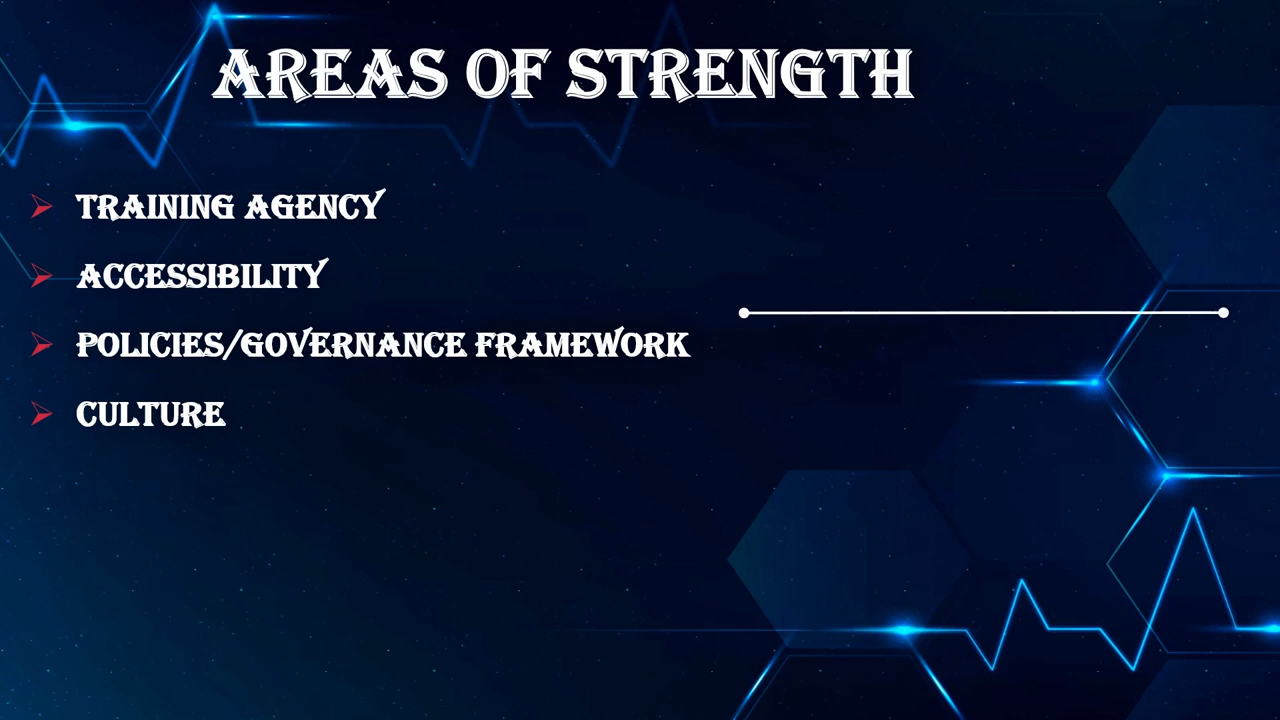 AREAS OF STRENGTH
TRAINING AGENCY
ACCESSIBILITY
POLICIES/GOVERNANCE FRAMEWORK
CULTURE